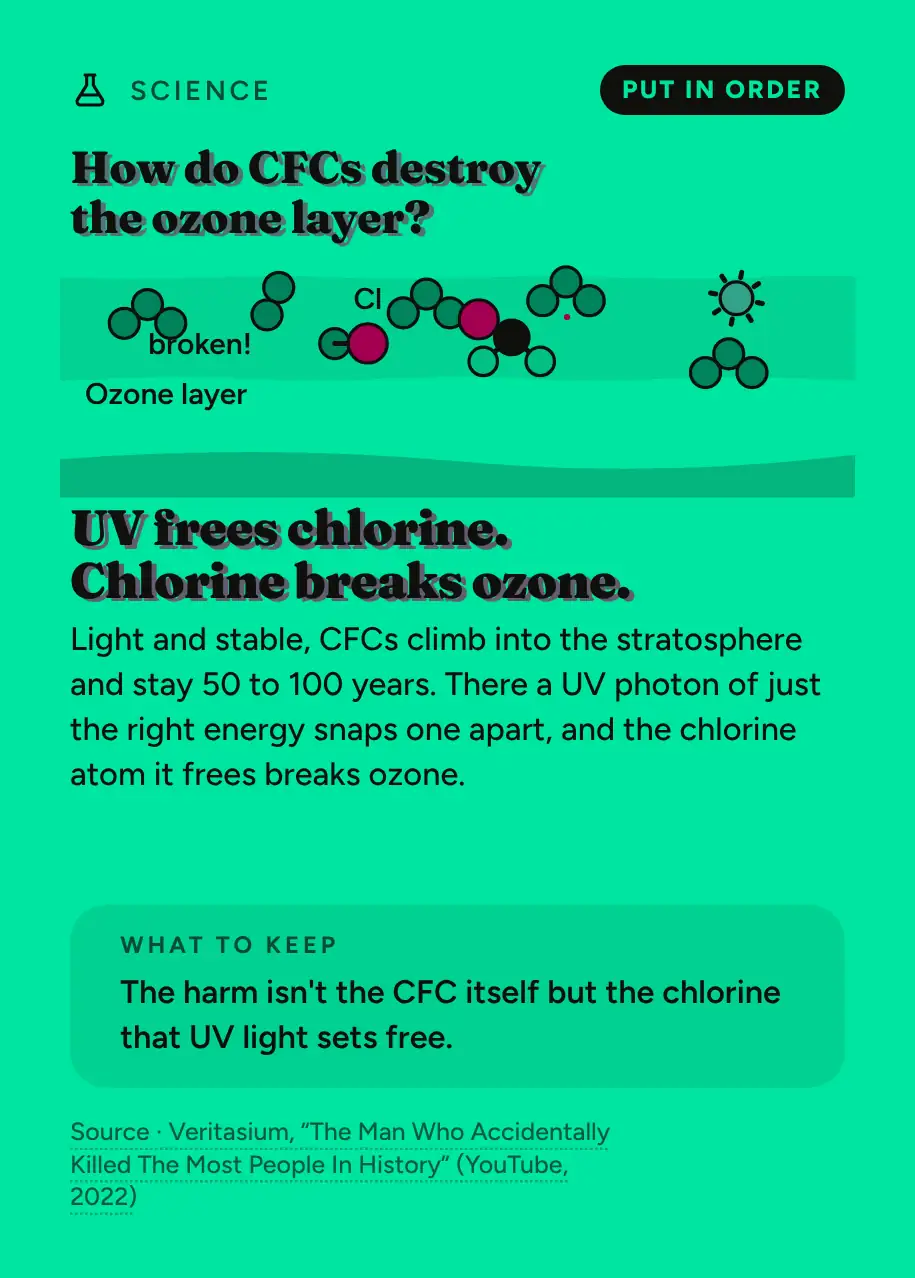 SCIENCE
PUT IN ORDER
How do CFCs destroy
the ozone layer?
Cl
broken!
Ozone layer
UV frees chlorine.
Chlorine breaks ozone.
Light and stable, CFCs climb into the stratosphere
and stay 50 to 100 years. There a UV photon of just
the right energy snaps one apart, and the chlorine
atom it frees breaks ozone.
WHAT TO KEEP
The harm isn't the CFC itself but the chlorine
that UV light sets free.
Source · Veritasium, “The Man Who Accidentally
Killed The Most People In History” (YouTube,
2022)